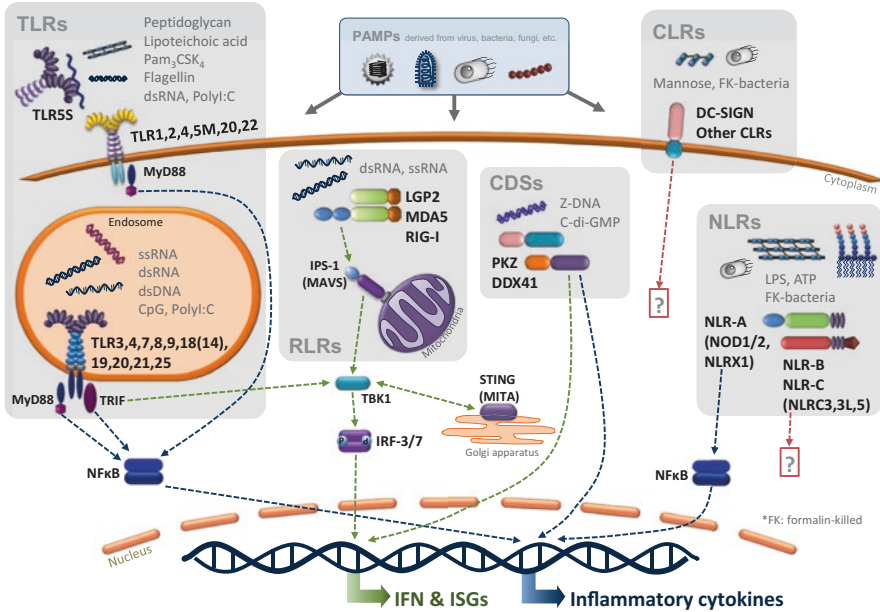 TLRs
Peptidoglycan
Lipoteichoic acid
Pam3CSK4
Flagellin
dsRNA, PolyI:C
TLR5S
TLR1,2,4,5M,20,22
MyD88
PAMPs derived from virus, bacteria, fungi, etc.
CLRs
Mannose, FK-bacteria
DC-SIGN
Other CLRs
Cytoplasm
?
Endosome
ssRNA
dsRNA
dsDNA
CpG, PolyI:C
TLR3,4,7,8,9,18(14),
19,20,21,25
MyD88
TRIF
NFκB
dsRNA, ssRNA
LGP2
MDA5
RIG-I
IPS-1
(MAVS)
Mitochondria
RLRs
TBK1
IRF-3/7
P
d
STING
(MITA)
Golgi apparatus
CDSs
Z-DNA
C-di-GMP
PKZ
DDX41
NLRs
LPS, ATP
FK-bacteria
NLR-A
(NOD1/2,
NLRX1)
NLR-B
NLR-C
(NLRC3,3L,5)
?
NFκB
*FK: formalin-killed
Nucleus
IFN & ISGs
Inflammatory cytokines